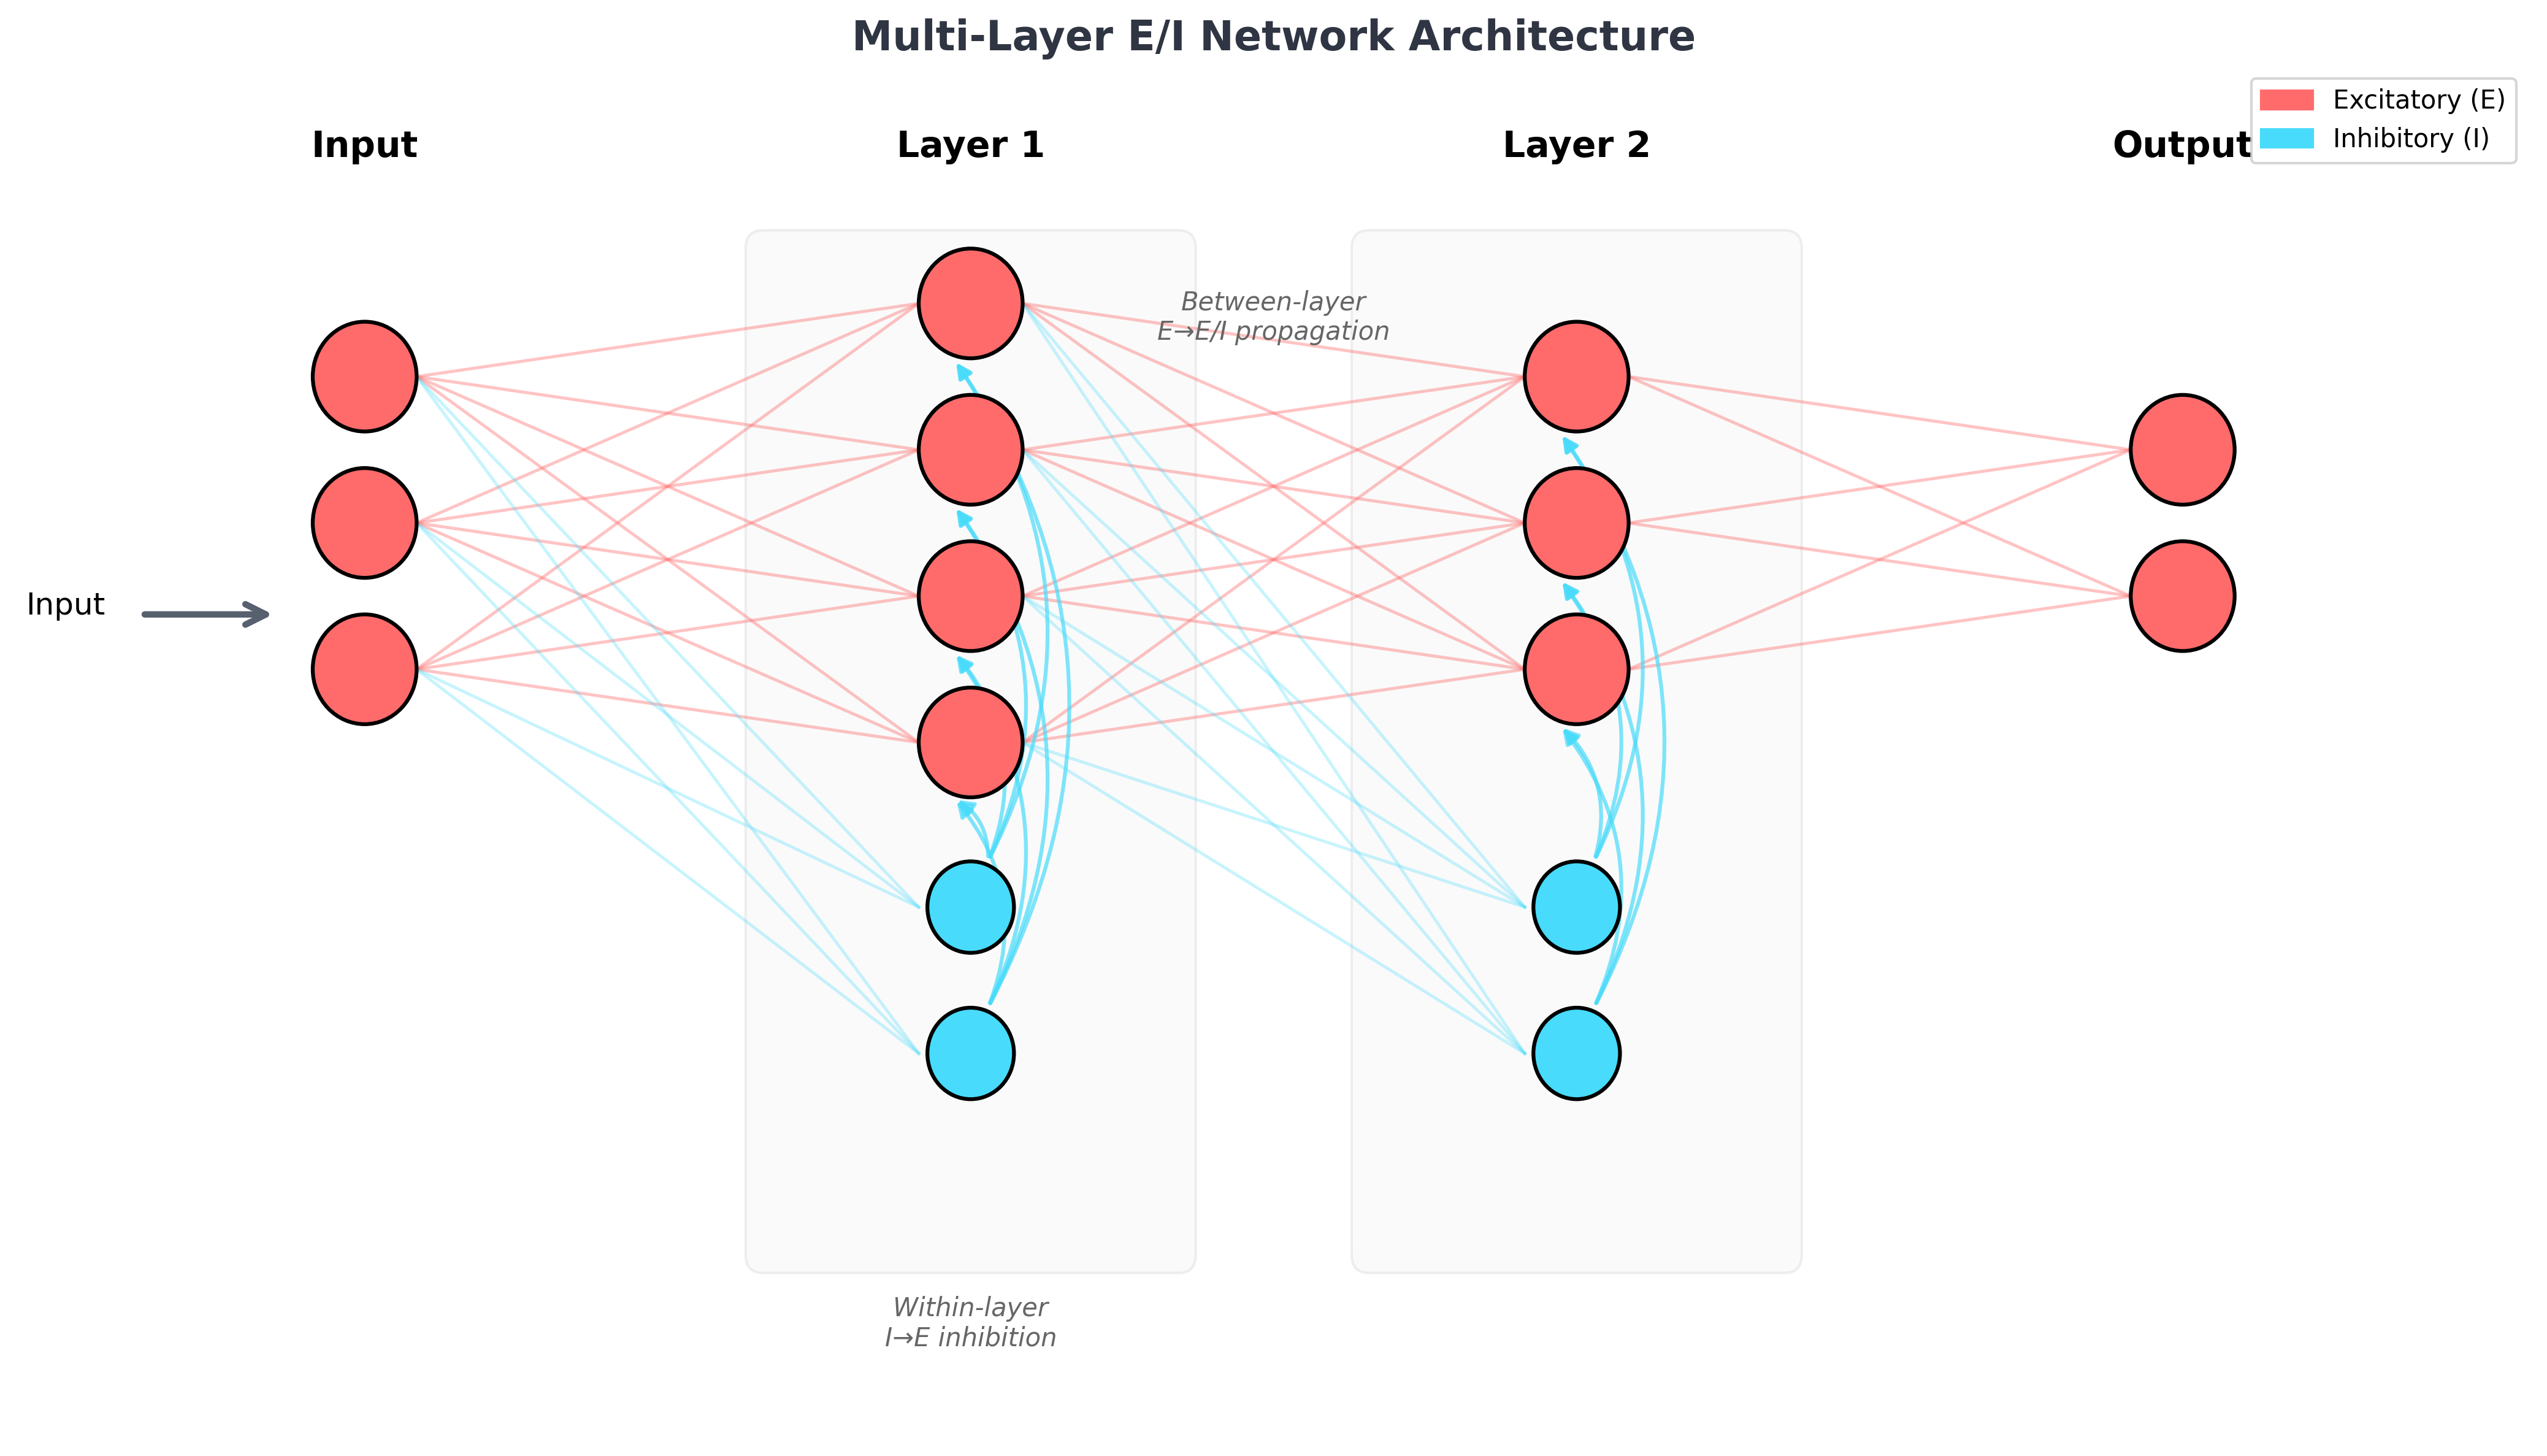 Multi-Layer E/I Network Architecture
Excitatory (E)
Inhibitory (I)
Input
Layer 1
Layer 2
Output
Between-layer
E→E/I propagation
Input
Within-layer
I→E inhibition